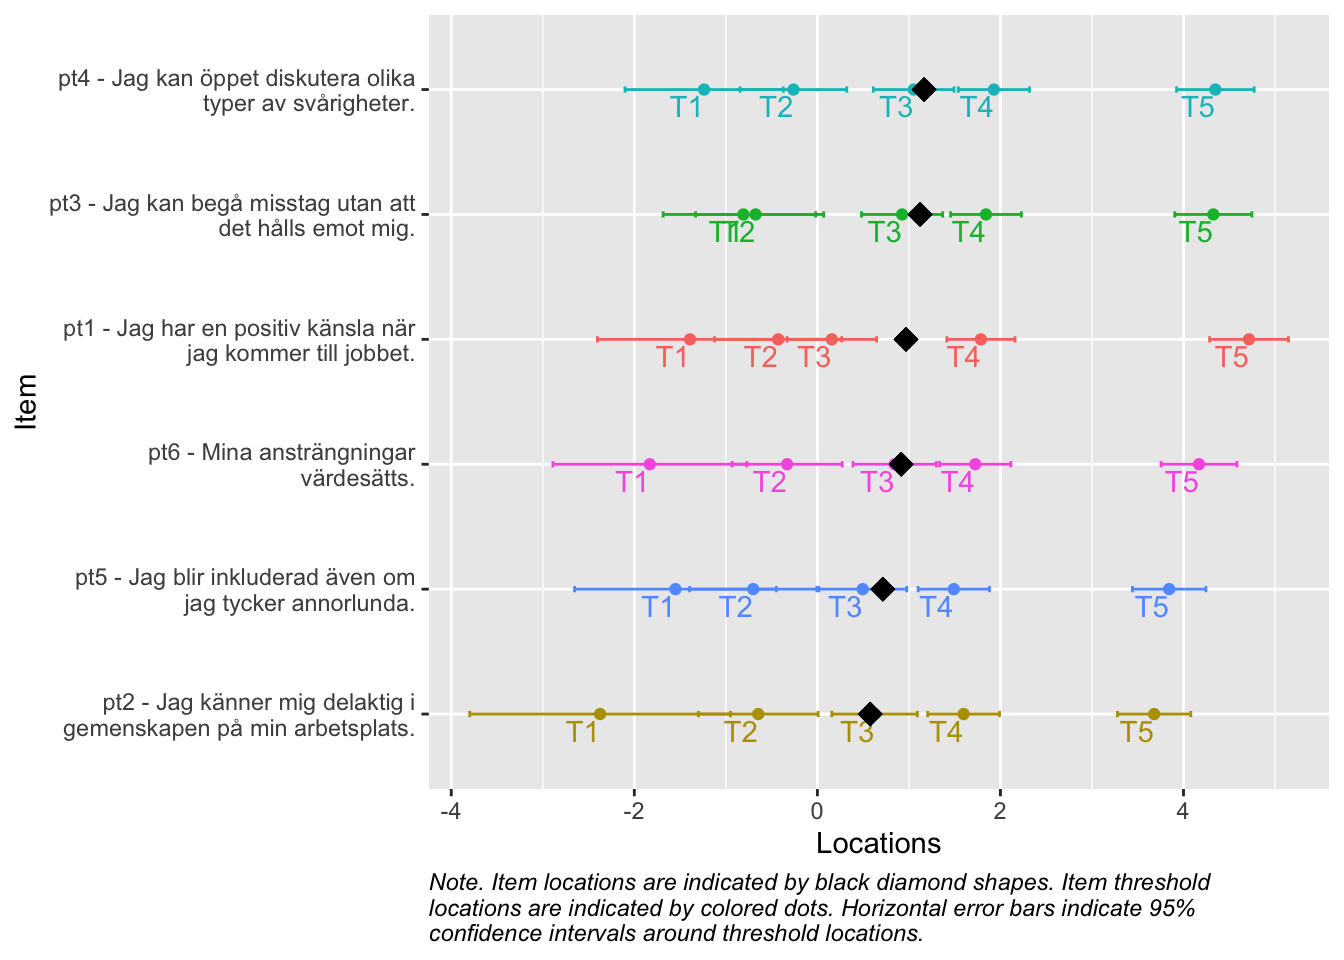 pt4 - Jag kan öppet diskutera olika
typer av svårigheter.
T1 T2 T3 T4 T5
pt3 - Jag kan begå misstag utan att
det hålls emot mig.
T1 T2 T3 T4 T5
pt1 - Jag har en positiv känsla när
jag kommer till jobbet.
T1 T2 T3 T4 T5
pt6 - Mina ansträngningar
värdesätts.
T1 T2 T3 T4 T5
pt5 - Jag blir inkluderad även om
jag tycker annorlunda.
T1 T2 T3 T4 T5
pt2 - Jag känner mig delaktig i
gemenskapen på min arbetsplats.
T1 T2 T3 T4 T5
Item
-4 -2 0 2 4
Locations
Note. Item locations are indicated by black diamond shapes. Item threshold
locations are indicated by colored dots. Horizontal error bars indicate 95%
confidence intervals around threshold locations.